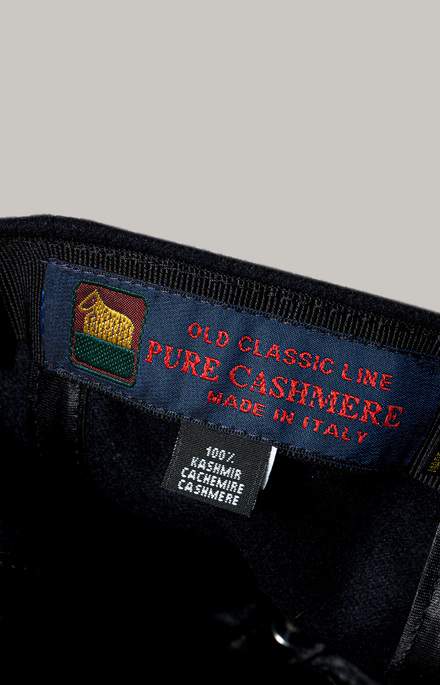 OLD CLASSIC LINE
PURE CASHMERE
MADE IN ITALY
100%
KASHMIR
CACHEMIRE
CASHMERE